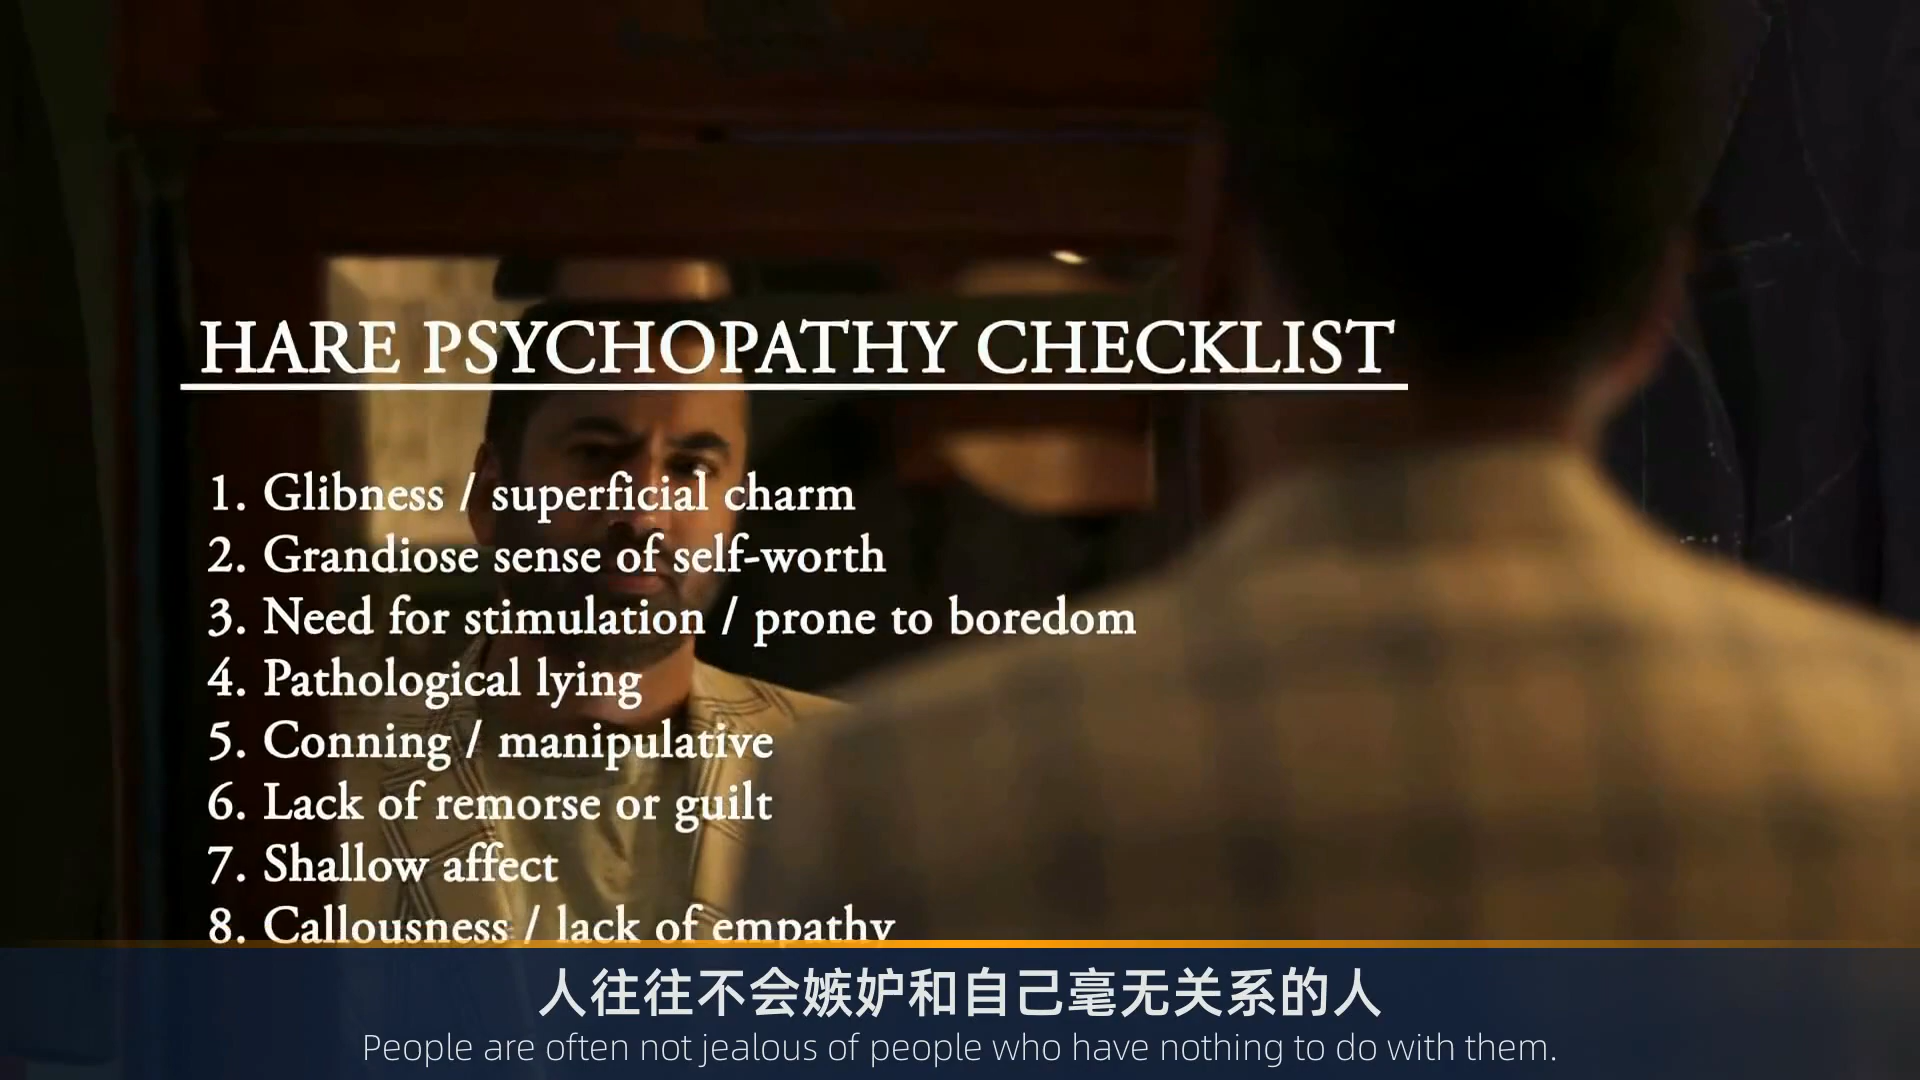 HARE PSYCHOPATHY CHECKLIST
1. Glibness / superficial charm
2. Grandiose sense of self-worth
3. Need for stimulation / prone to boredom
4. Pathological lying
5. Conning / manipulative
6. Lack of remorse or guilt
7. Shallow affect
8. Callousness / lack of empathy
人往往不会嫉妒和自己毫无关系的人
People are often not jealous of people who have nothing to do with them.